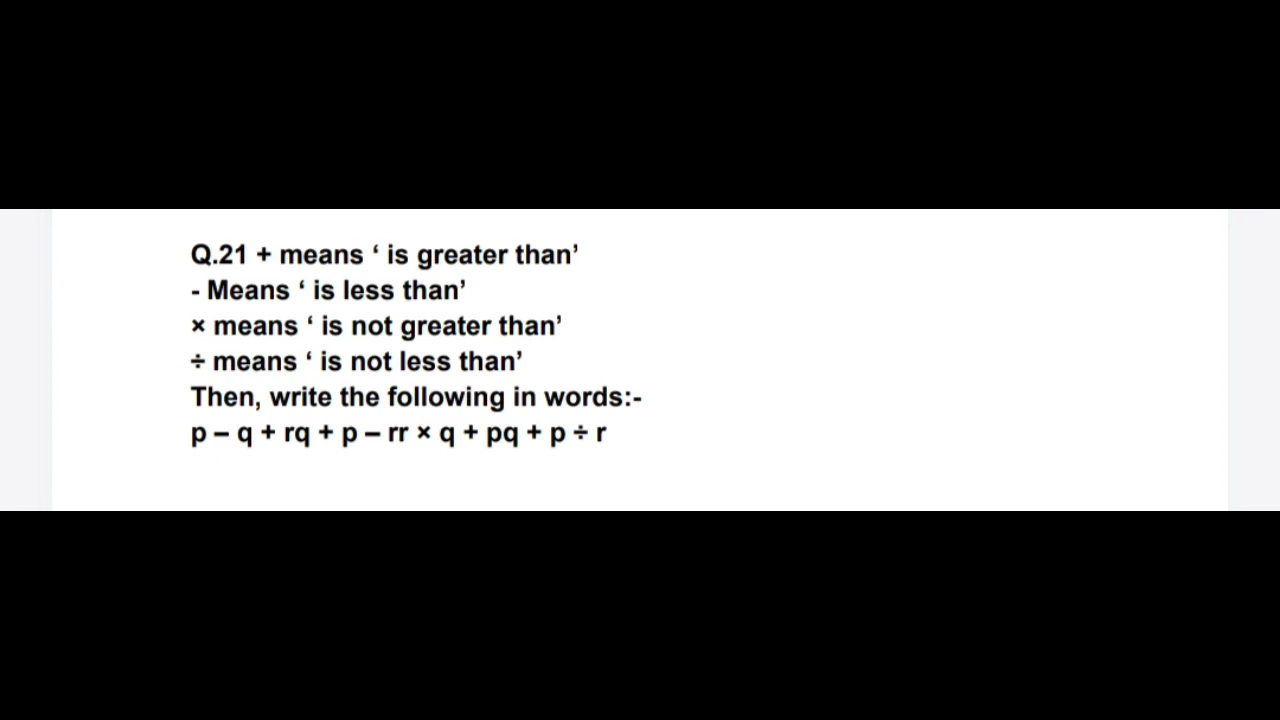 Q.21 + means ‘ is greater than’
- Means ‘ is less than’
× means ‘ is not greater than’
÷ means ‘ is not less than’
Then, write the following in words:-
p – q + rq + p – rr × q + pq + p ÷ r